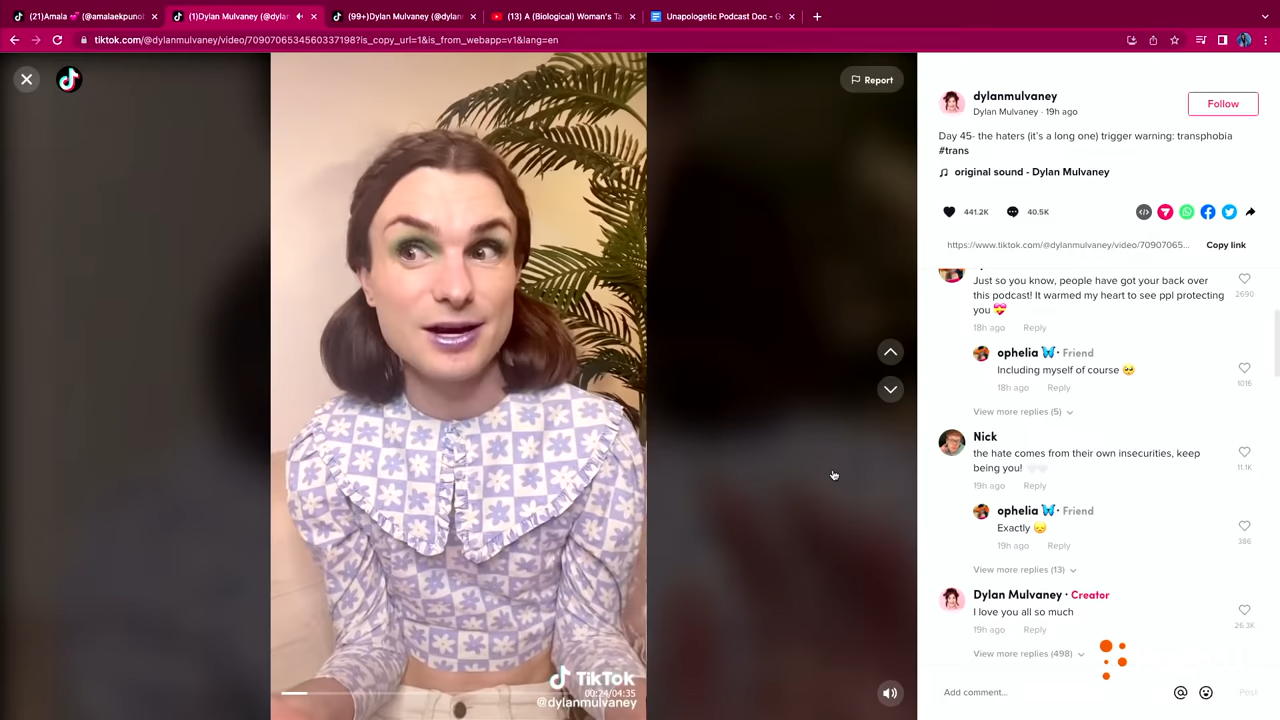 (21)Amala 💕 (@amalaekpunol
(1)Dylan Mulvaney (@dylan
(99+)Dylan Mulvaney (@dylan
(13) A (Biological) Woman's Ta
Unapologetic Podcast Doc - G
tiktok.com/@dylanmulvaney/video/7090706534560337198?is_copy_url=1&is_from_webapp=v1&lang=en
Report
dylanmulvaney
Dylan Mulvaney · 19h ago
Follow
Day 45- the haters (it's a long one) trigger warning: transphobia
#trans
original sound - Dylan Mulvaney
441.2K
40.5K
https://www.tiktok.com/@dylanmulvaney/video/70907065...
Copy link
Just so you know, people have got your back over
this podcast! It warmed my heart to see ppl protecting
you 💝
2690
18h ago Reply
ophelia 🦋 · Friend
Including myself of course 🥺
1016
18h ago Reply
View more replies (5)
Nick
the hate comes from their own insecurities, keep
being you! 🤍🤍
11.1K
19h ago Reply
ophelia 🦋 · Friend
Exactly 😞
386
19h ago Reply
View more replies (13)
Dylan Mulvaney · Creator
I love you all so much
26.3K
19h ago Reply
View more replies (498)
TikTok
00:24/04:35
@dylanmulvaney
Add comment...
Post